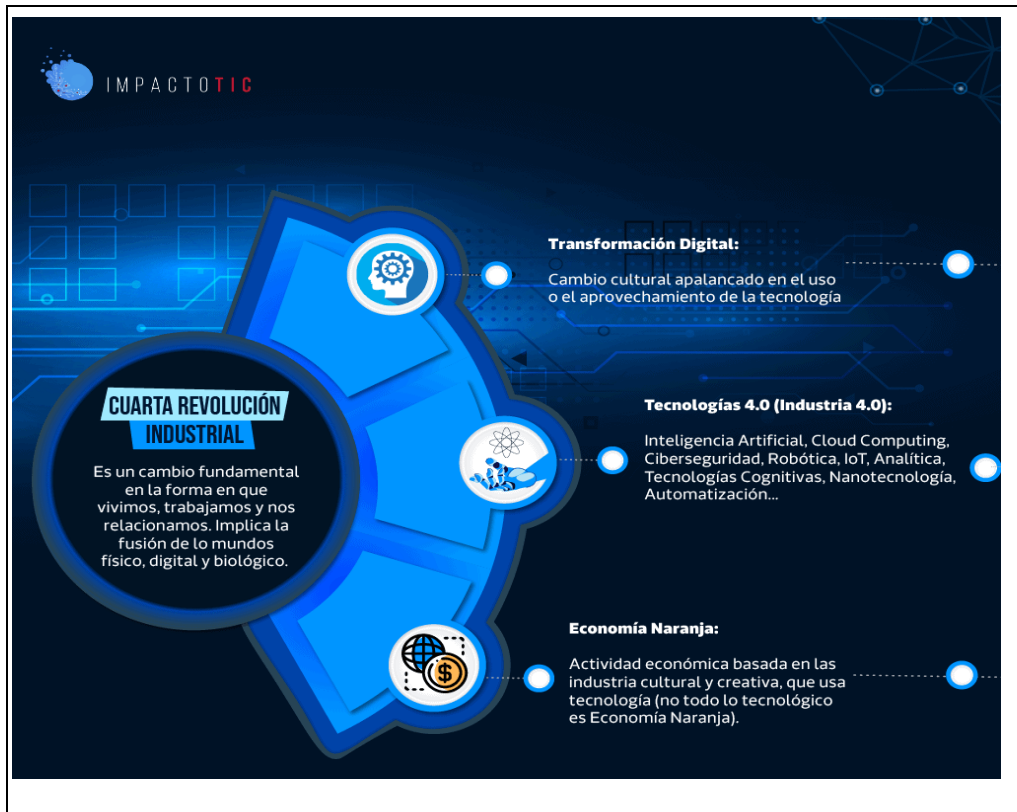 IMPACTOTIC
Transformación Digital:
Cambio cultural apalancado en el uso
o el aprovechamiento de la tecnología
CUARTA REVOLUCIÓN
INDUSTRIAL
Es un cambio fundamental
en la forma en que
vivimos, trabajamos y nos
relacionamos. Implica la
fusión de lo mundos
físico, digital y biológico.
Tecnologías 4.0 (Industria 4.0):
Inteligencia Artificial, Cloud Computing,
Ciberseguridad, Robótica, IoT, Analítica,
Tecnologías Cognitivas, Nanotecnología,
Automatización...
Economía Naranja:
Actividad económica basada en las
industria cultural y creativa, que usa
tecnología (no todo lo tecnológico
es Economía Naranja).
$